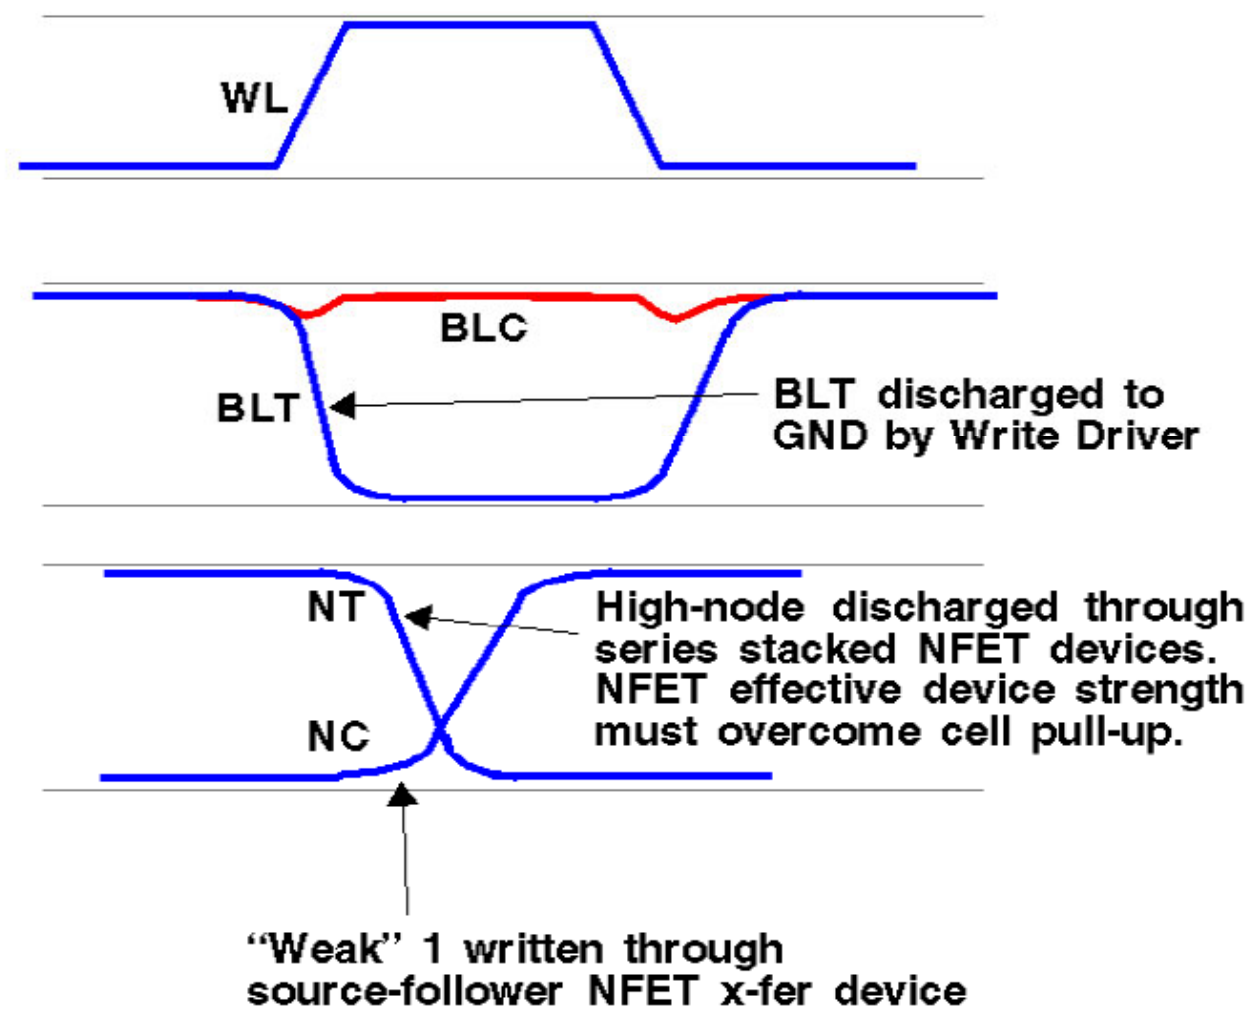 WL
BLC
BLT
BLT discharged to
GND by Write Driver
NT
High-node discharged through
series stacked NFET devices.
NFET effective device strength
must overcome cell pull-up.
NC
“Weak” 1 written through
source-follower NFET x-fer device